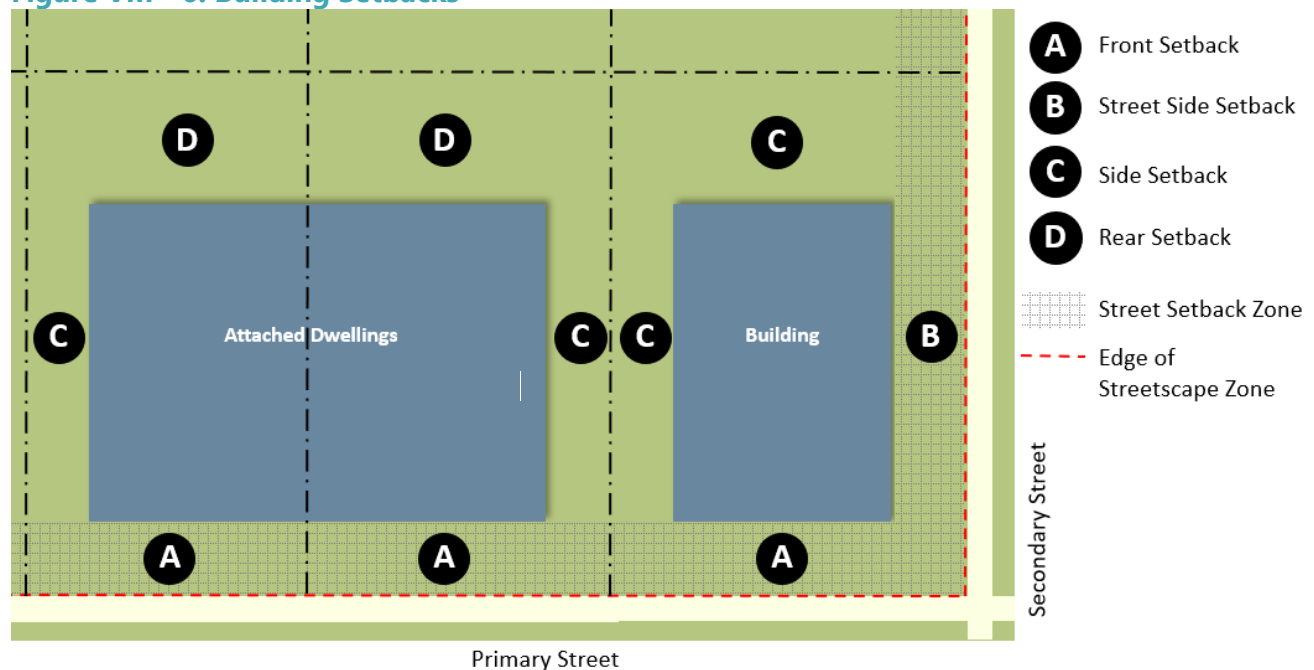 A Front Setback
B Street Side Setback
D D C
C Side Setback
D Rear Setback
Street Setback Zone
C Attached Dwellings C C Building B
Edge of
Streetscape Zone
A A A
Secondary Street
Primary Street